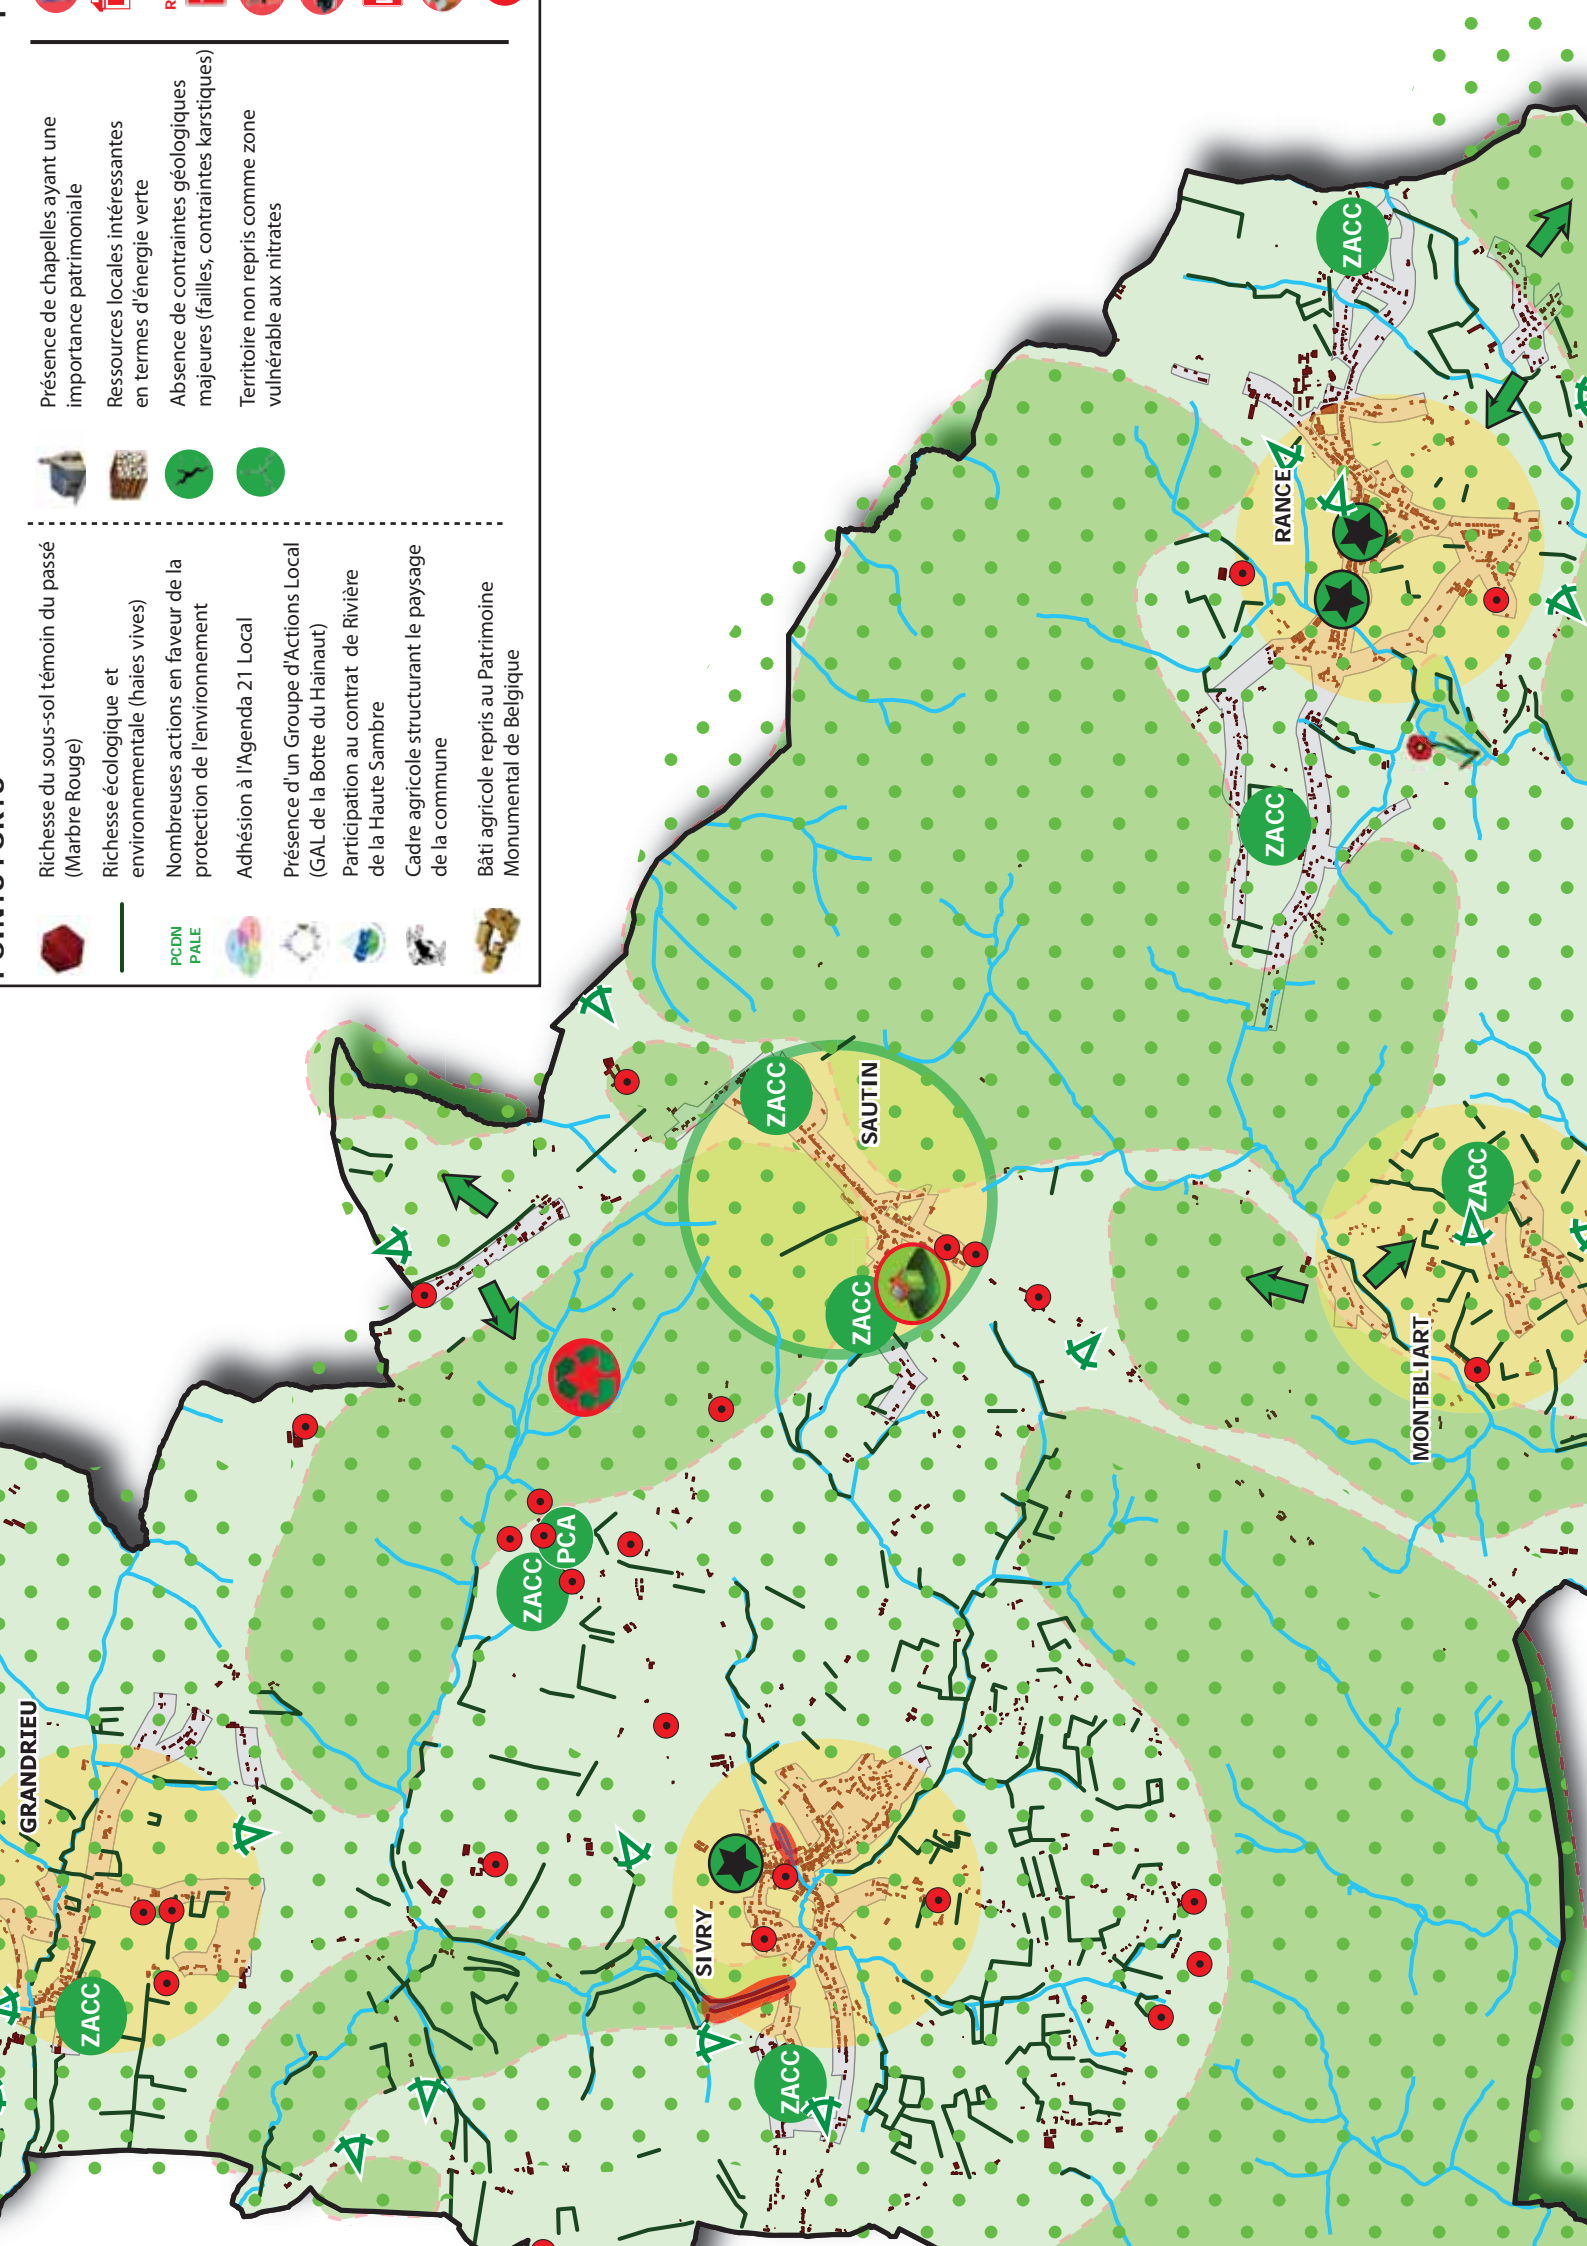 Richesse du sous-sol témoin du passé
(Marbre Rouge)
Richesse écologique et
environnementale (haies vives)
PCDN
PALE
Nombreuses actions en faveur de la
protection de l'environnement
Adhésion à l'Agenda 21 Local
Présence d'un Groupe d'Actions Local
(GAL de la Botte du Hainaut)
Participation au contrat de Rivière
de la Haute Sambre
Cadre agricole structurant le paysage
de la commune
Bâti agricole repris au Patrimoine
Monumental de Belgique
Présence de chapelles ayant une
importance patrimoniale
Ressources locales intéressantes
en termes d'énergie verte
Absence de contraintes géologiques
majeures (failles, contraintes karstiques)
Territoire non repris comme zone
vulnérable aux nitrates
GRANDRIEU
ZACC
ZACC
PCA
SIVRY
ZACC
ZACC
SAUTIN
ZACC
MONTBLIART
ZACC
RANCE
ZACC
ZACC